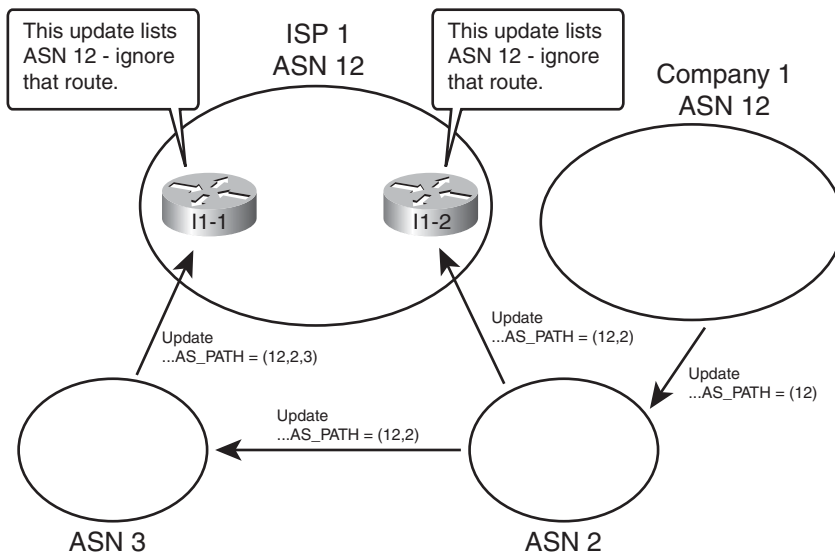 This update lists
ASN 12 - ignore
that route.
ISP 1
ASN 12
This update lists
ASN 12 - ignore
that route.
Company 1
ASN 12
I1-1
I1-2
Update
...AS_PATH = (12,2,3)
Update
...AS_PATH = (12,2)
Update
...AS_PATH = (12)
Update
...AS_PATH = (12,2)
ASN 3
ASN 2